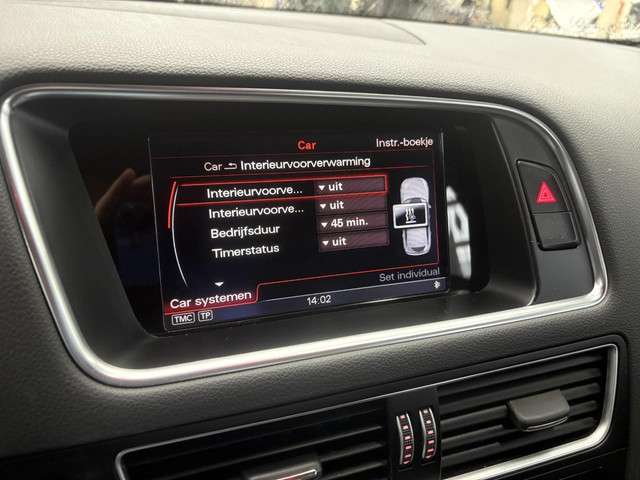 Car
Instr.-boekje
Car Interieurvoorverwarming
Interieurvoorve... uit
Interieurvoorve... uit
Bedrijfsduur 45 min.
Timerstatus uit
Set individual
Car systemen
14:02
TMC TP